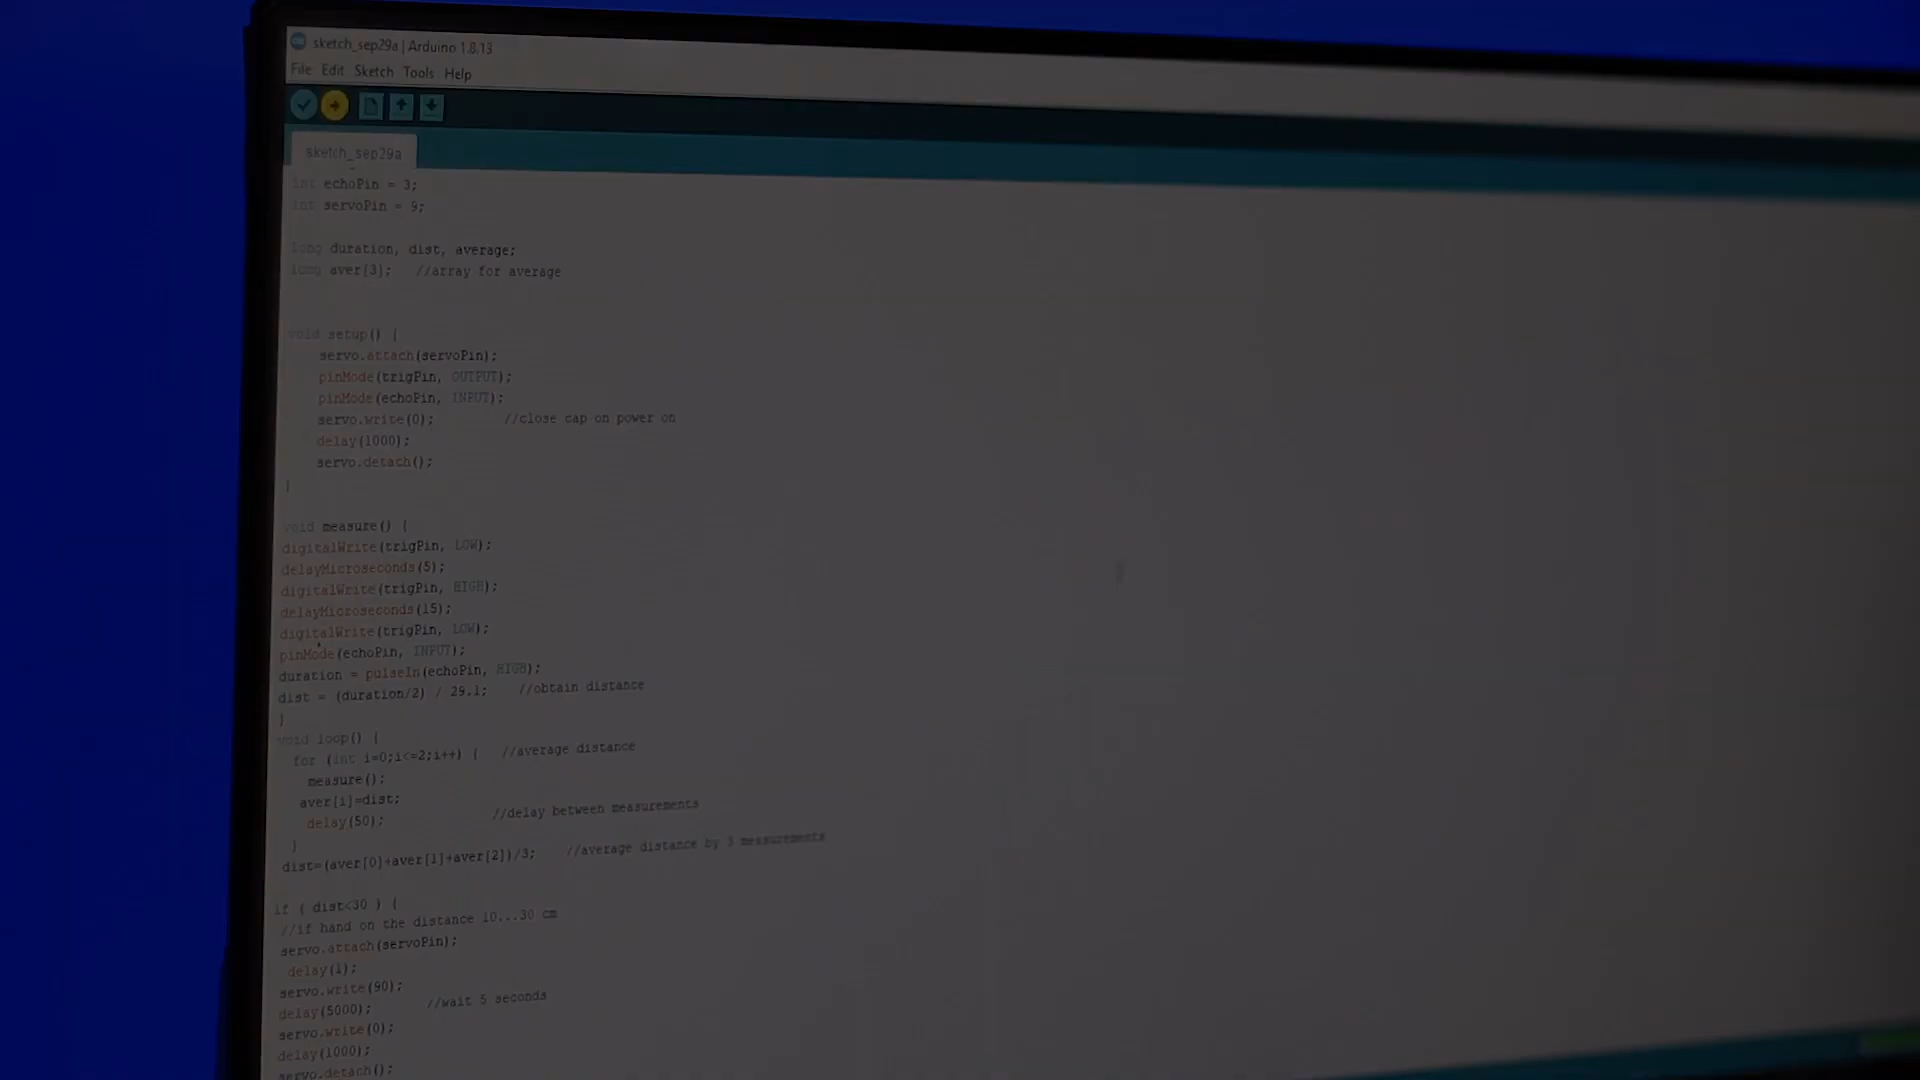 sketch_sep29a | Arduino 1.8.13
File Edit Sketch Tools Help
sketch_sep29a
int echoPin = 3;
int servoPin = 9;
long duration, dist, average;
long aver[3]; //array for average
void setup() {
servo.attach(servoPin);
pinMode(trigPin, OUTPUT);
pinMode(echoPin, INPUT);
servo.write(0); //close cap on power on
delay(1000);
servo.detach();
}
void measure() {
digitalWrite(trigPin, LOW);
delayMicroseconds(5);
digitalWrite(trigPin, HIGH);
delayMicroseconds(15);
digitalWrite(trigPin, LOW);
pinMode(echoPin, INPUT);
duration = pulseIn(echoPin, HIGH);
dist = (duration/2) / 29.1; //obtain distance
}
void loop() {
for (int i=0;i<=2;i++) { //average distance
measure();
aver[i]=dist;
delay(50); //delay between measurements
}
dist=(aver[0]+aver[1]+aver[2])/3; //average distance by 3 measurements
if ( dist<30 ) {
//if hand on the distance 10...30 cm
servo.attach(servoPin);
delay(1);
servo.write(90);
delay(5000); //wait 5 seconds
servo.write(0);
delay(1000);
servo.detach();